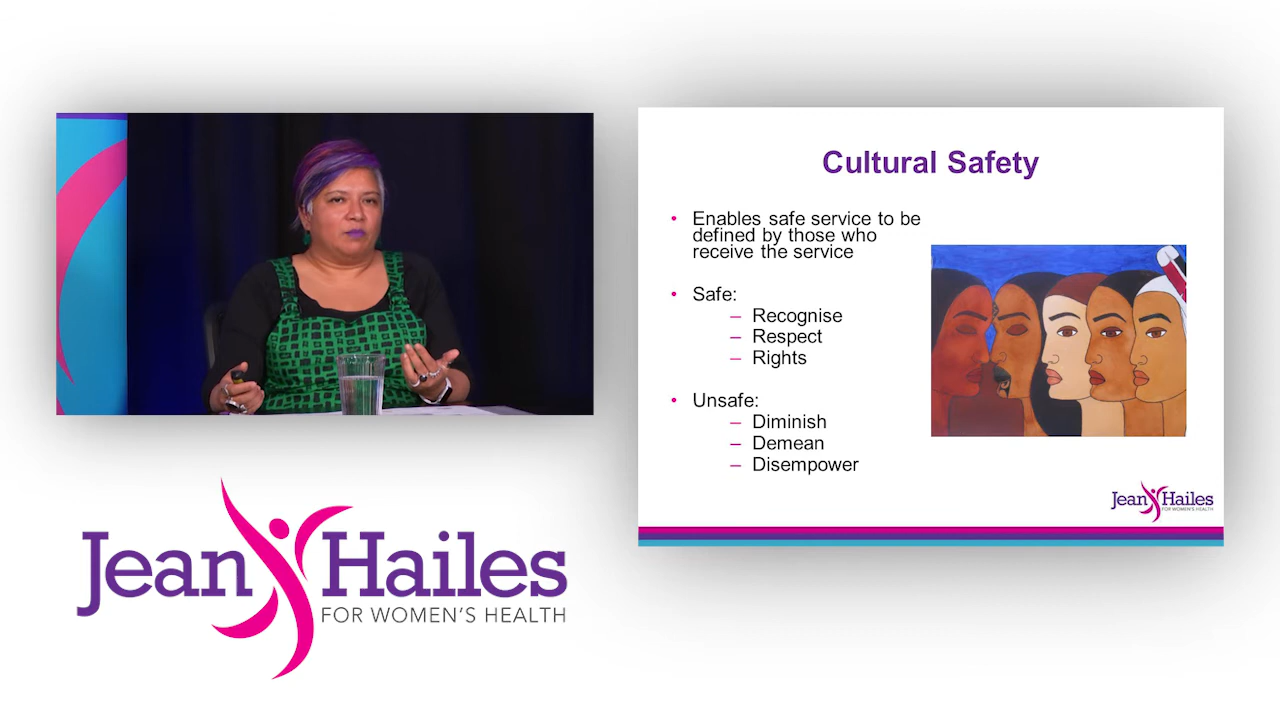 Jean Hailes
FOR WOMEN'S HEALTH
Cultural Safety
• Enables safe service to be
defined by those who
receive the service
• Safe:
– Recognise
– Respect
– Rights
• Unsafe:
– Diminish
– Demean
– Disempower
Jean Hailes
FOR WOMEN'S HEALTH